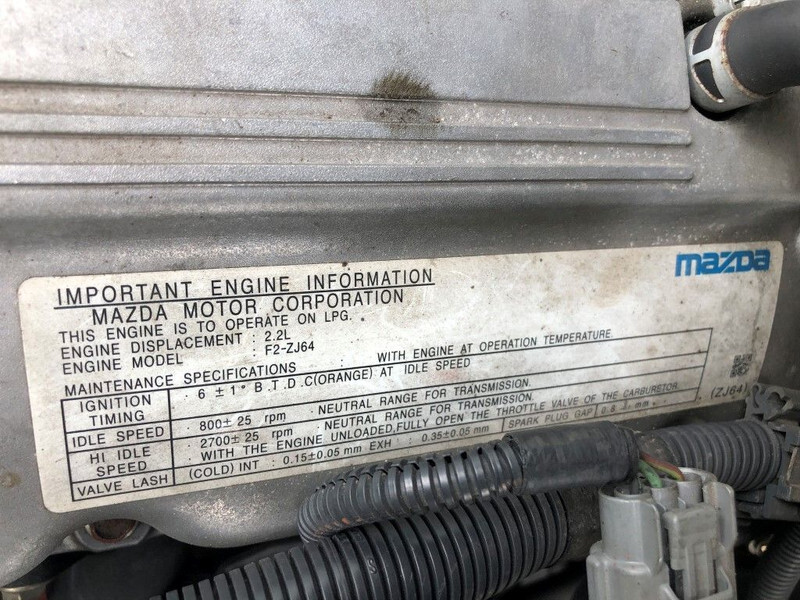 mazda
IMPORTANT ENGINE INFORMATION
MAZDA MOTOR CORPORATION
THIS ENGINE IS TO OPERATE ON LPG.
ENGINE DISPLACEMENT : 2.2L
ENGINE MODEL : F2-ZJ64
MAINTENANCE SPECIFICATIONS : WITH ENGINE AT OPERATION TEMPERATURE.
IGNITION TIMING : 6 ±1° B.T.D.C(ORANGE) AT IDLE SPEED
IDLE SPEED : 800±25 rpm : NEUTRAL RANGE FOR TRANSMISSION.
HI IDLE SPEED : 2700±25 rpm : NEUTRAL RANGE FOR TRANSMISSION.
: WITH THE ENGINE UNLOADED,FULLY OPEN THE THROTTLE VALVE OF THE CARBURETOR.
VALVE LASH (COLD) INT : 0.15±0.05 mm EXH : 0.35±0.05 mm SPARK PLUG GAP mm
(ZJ64)